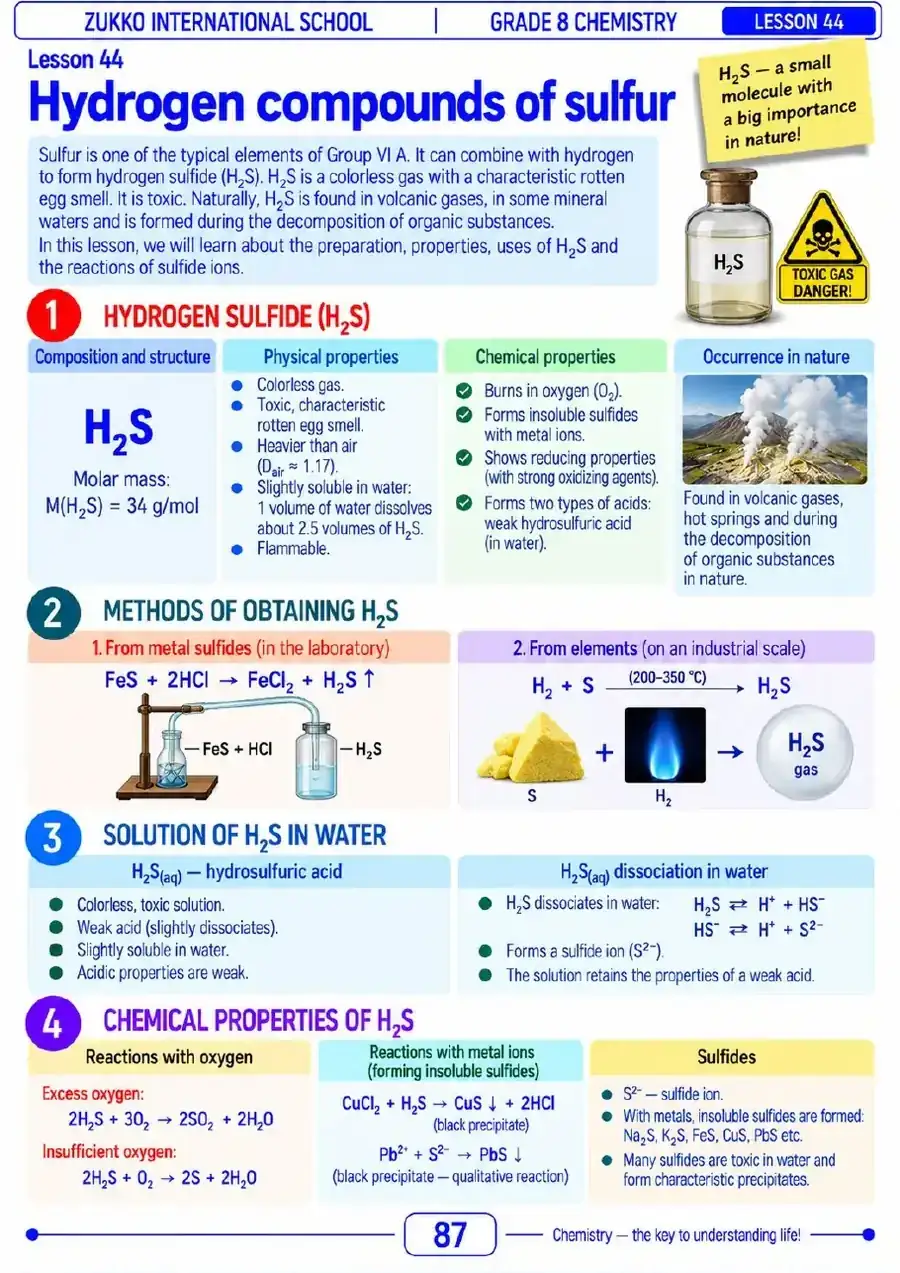 ZUKKO INTERNATIONAL SCHOOL | GRADE 8 CHEMISTRY LESSON 44
Lesson 44
Hydrogen compounds of sulfur
H₂S — a small
molecule with
a big importance
in nature!
Sulfur is one of the typical elements of Group VI A. It can combine with hydrogen
to form hydrogen sulfide (H₂S). H₂S is a colorless gas with a characteristic rotten
egg smell. It is toxic. Naturally, H₂S is found in volcanic gases, in some mineral
waters and is formed during the decomposition of organic substances.
In this lesson, we will learn about the preparation, properties, uses of H₂S and
the reactions of sulfide ions.
H₂S
TOXIC GAS
DANGER!
1 HYDROGEN SULFIDE (H₂S)
Composition and structure
H₂S
Molar mass:
M(H₂S) = 34 g/mol
Physical properties
● Colorless gas.
● Toxic, characteristic
rotten egg smell.
● Heavier than air
(Dair ≈ 1.17).
● Slightly soluble in water:
1 volume of water dissolves
about 2.5 volumes of H₂S.
● Flammable.
Chemical properties
Burns in oxygen (O₂).
Forms insoluble sulfides
with metal ions.
Shows reducing properties
(with strong oxidizing agents).
Forms two types of acids:
weak hydrosulfuric acid
(in water).
Occurrence in nature
Found in volcanic gases,
hot springs and during
the decomposition
of organic substances
in nature.
2 METHODS OF OBTAINING H₂S
1. From metal sulfides (in the laboratory)
FeS + 2HCl → FeCl₂ + H₂S ↑
FeS + HCl
H₂S
2. From elements (on an industrial scale)
H₂ + S (200–350 °C) → H₂S
S
+
H₂
→
H₂S
gas
3 SOLUTION OF H₂S IN WATER
H₂S(aq) — hydrosulfuric acid
● Colorless, toxic solution.
● Weak acid (slightly dissociates).
● Slightly soluble in water.
● Acidic properties are weak.
H₂S(aq) dissociation in water
● H₂S dissociates in water: H₂S ⇄ H⁺ + HS⁻
HS⁻ ⇄ H⁺ + S²⁻
● Forms a sulfide ion (S²⁻).
● The solution retains the properties of a weak acid.
4 CHEMICAL PROPERTIES OF H₂S
Reactions with oxygen
Excess oxygen:
2H₂S + 3O₂ → 2SO₂ + 2H₂O
Insufficient oxygen:
2H₂S + O₂ → 2S + 2H₂O
Reactions with metal ions
(forming insoluble sulfides)
CuCl₂ + H₂S → CuS ↓ + 2HCl
(black precipitate)
Pb²⁺ + S²⁻ → PbS ↓
(black precipitate — qualitative reaction)
Sulfides
● S²⁻ — sulfide ion.
● With metals, insoluble sulfides are formed:
Na₂S, K₂S, FeS, CuS, PbS etc.
● Many sulfides are toxic in water and
form characteristic precipitates.
87
Chemistry — the key to understanding life!